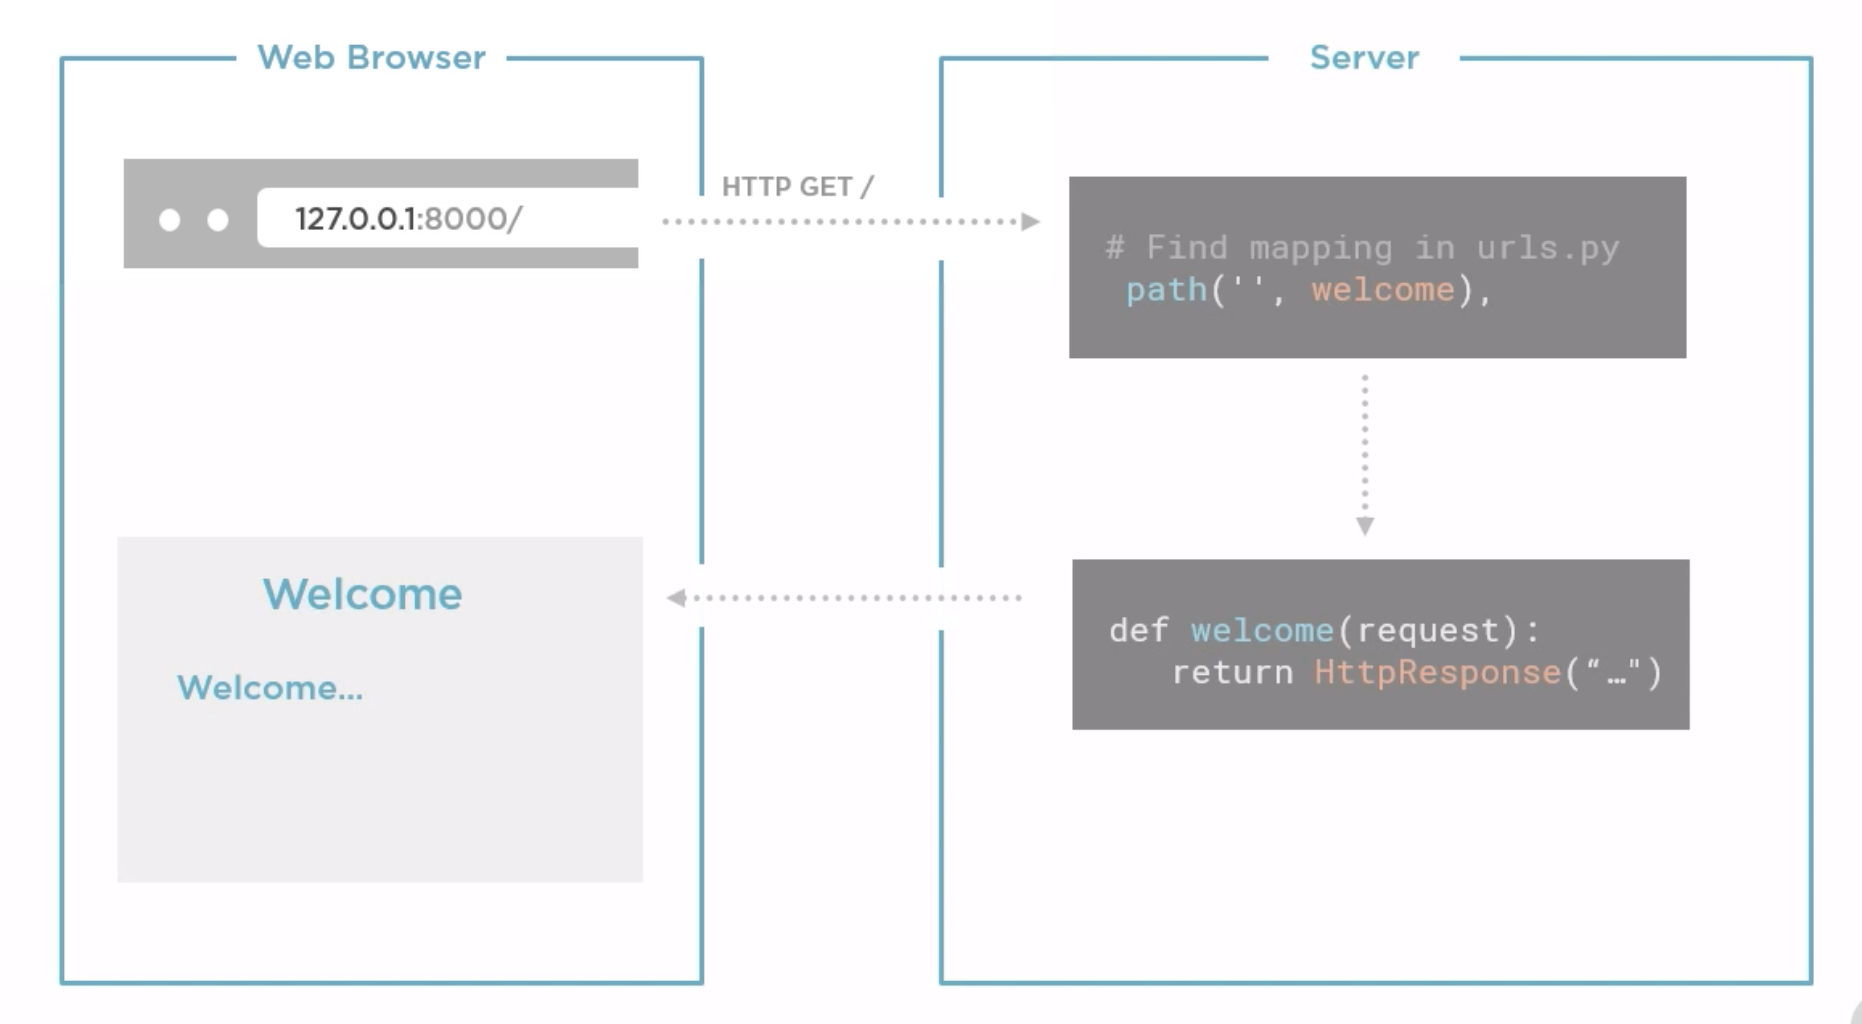 Web Browser
Server
127.0.0.1:8000/
HTTP GET /
# Find mapping in urls.py
path('', welcome),
Welcome
Welcome...
def welcome(request):
return HttpResponse(“…")